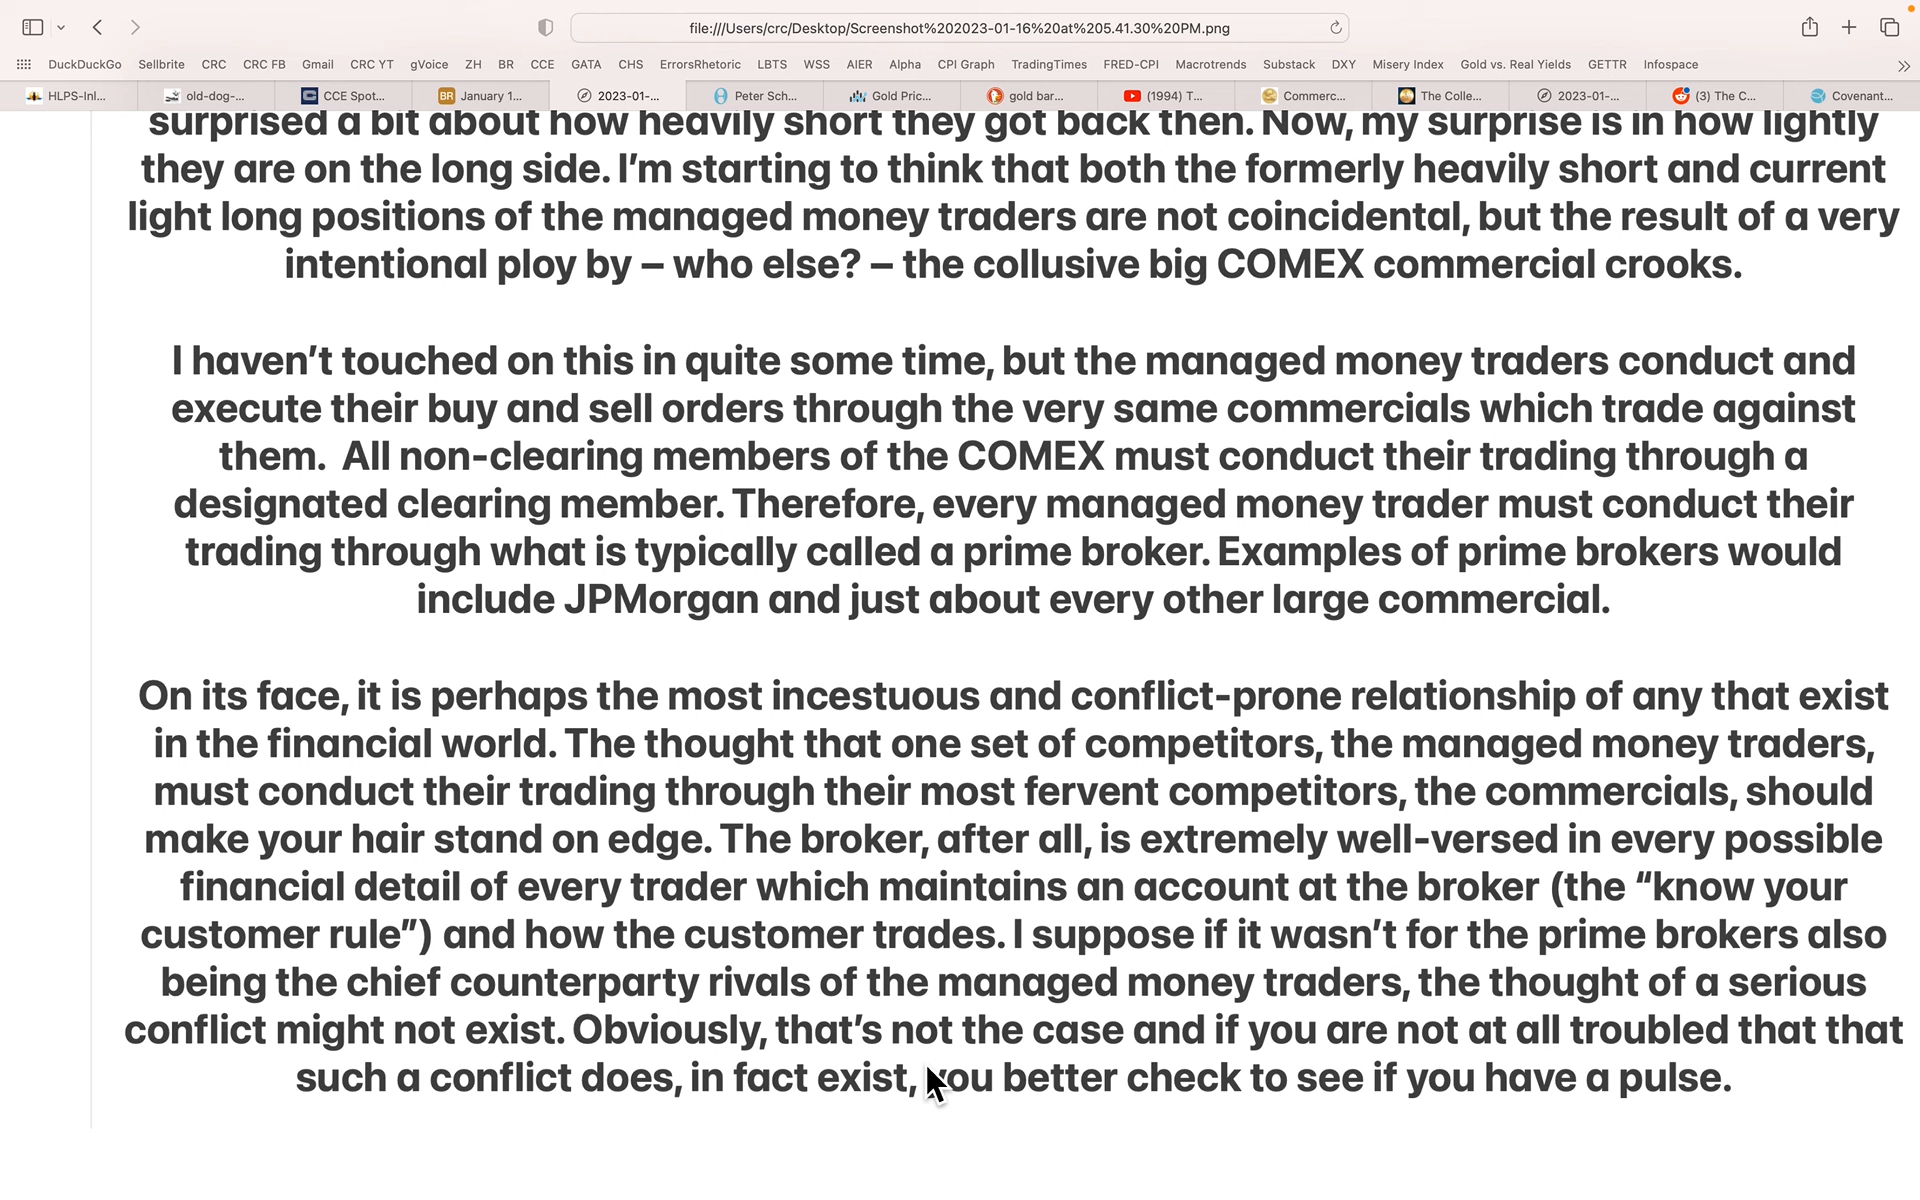 file:///Users/crc/Desktop/Screenshot%202023-01-16%20at%205.41.30%20PM.png
DuckDuckGo Sellbrite CRC CRC FB Gmail CRC YT gVoice ZH BR CCE GATA CHS ErrorsRhetoric LBTS WSS AIER Alpha CPI Graph TradingTimes FRED-CPI Macrotrends Substack DXY Misery Index Gold vs. Real Yields GETTR Infospace
HLPS-Inl... old-dog-... CCE Spot... BR January 1... 2023-01-... Peter Sch... Gold Pric... gold bar... (1994) T... Commerc... The Colle... 2023-01-... (3) The C... Covenant...
surprised a bit about how heavily short they got back then. Now, my surprise is in how lightly
they are on the long side. I’m starting to think that both the formerly heavily short and current
light long positions of the managed money traders are not coincidental, but the result of a very
intentional ploy by – who else? – the collusive big COMEX commercial crooks.
I haven’t touched on this in quite some time, but the managed money traders conduct and
execute their buy and sell orders through the very same commercials which trade against
them.  All non-clearing members of the COMEX must conduct their trading through a
designated clearing member. Therefore, every managed money trader must conduct their
trading through what is typically called a prime broker. Examples of prime brokers would
include JPMorgan and just about every other large commercial.
On its face, it is perhaps the most incestuous and conflict-prone relationship of any that exist
in the financial world. The thought that one set of competitors, the managed money traders,
must conduct their trading through their most fervent competitors, the commercials, should
make your hair stand on edge. The broker, after all, is extremely well-versed in every possible
financial detail of every trader which maintains an account at the broker (the “know your
customer rule”) and how the customer trades. I suppose if it wasn’t for the prime brokers also
being the chief counterparty rivals of the managed money traders, the thought of a serious
conflict might not exist. Obviously, that’s not the case and if you are not at all troubled that that
such a conflict does, in fact exist, you better check to see if you have a pulse.